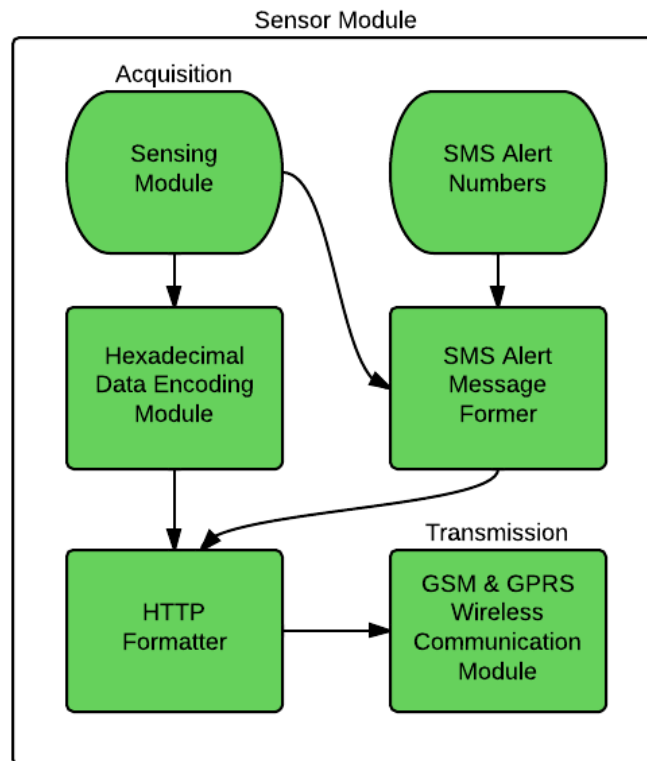 Sensor Module
Acquisition
Sensing
Module
SMS Alert
Numbers
Hexadecimal
Data Encoding
Module
SMS Alert
Message
Former
HTTP
Formatter
Transmission
GSM & GPRS
Wireless
Communication
Module